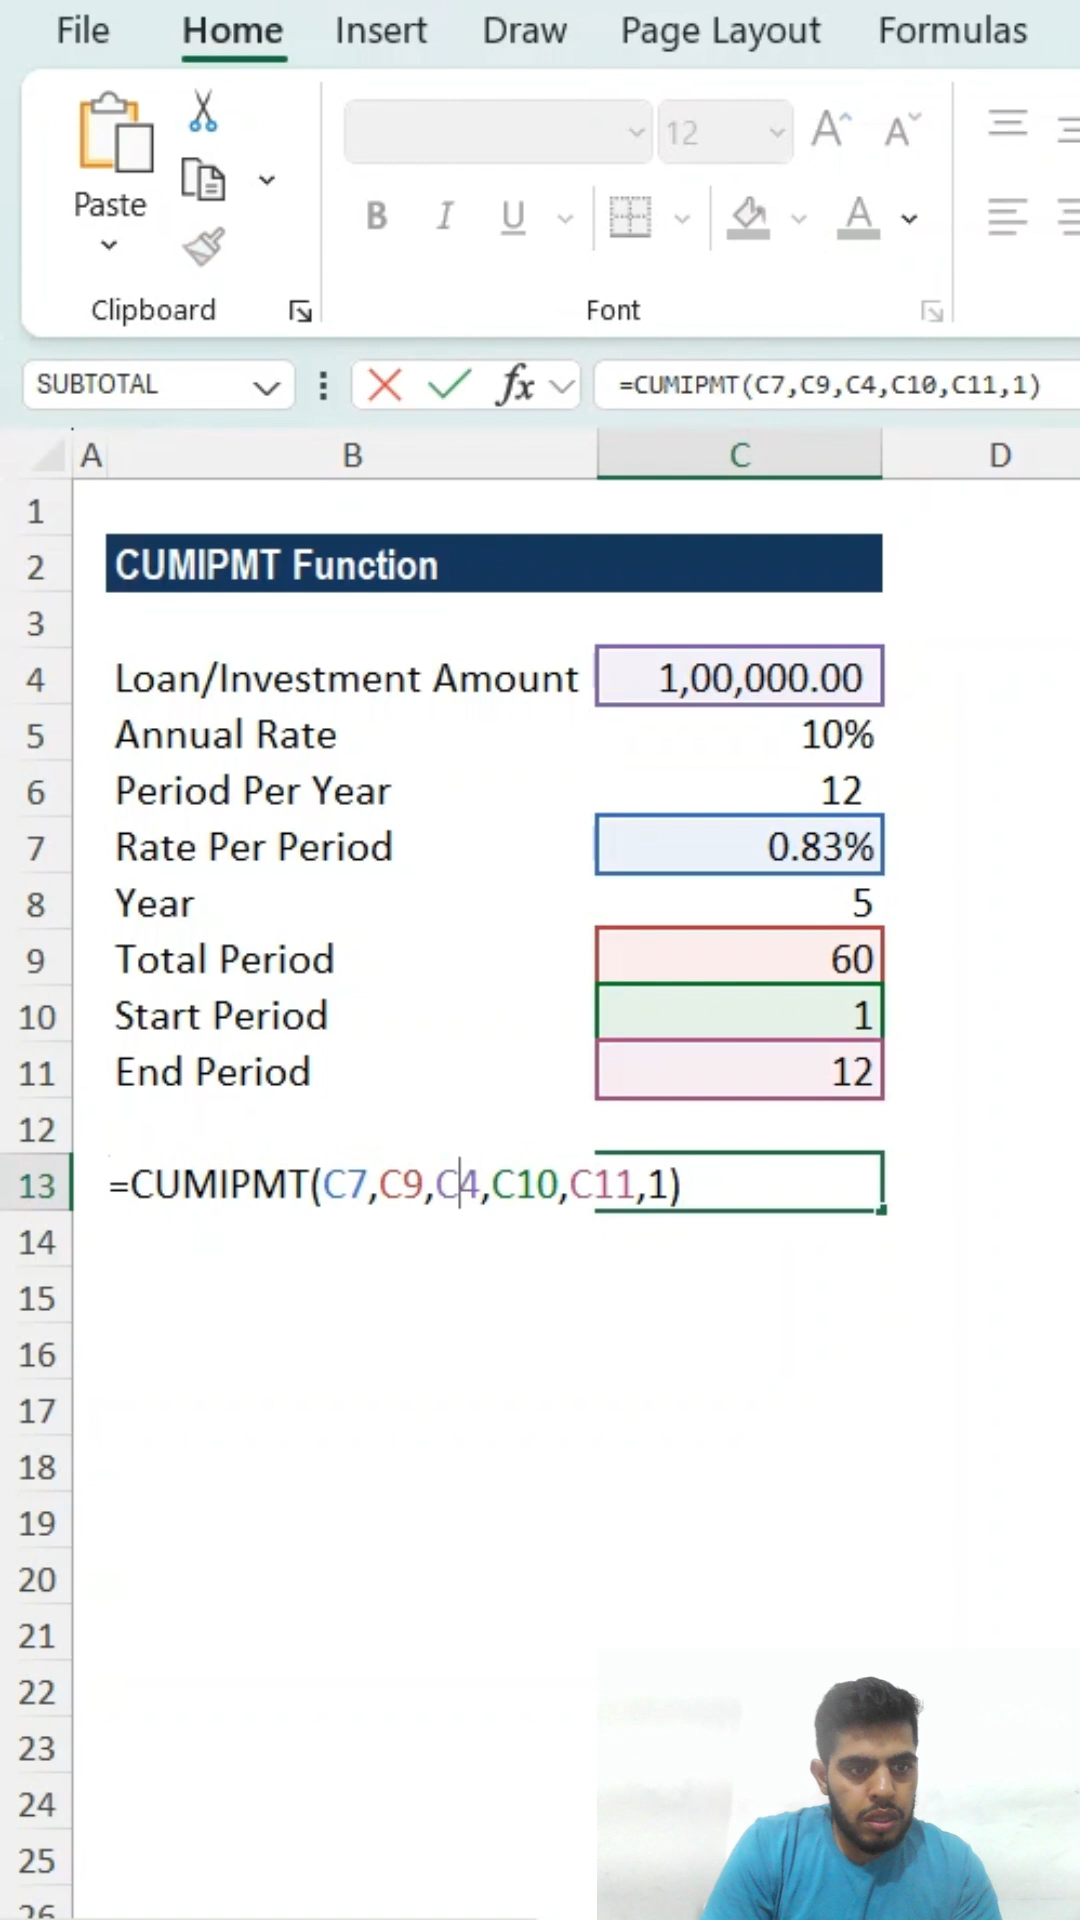 File Home Insert Draw Page Layout Formulas
12 A A
Paste
B I U A
Clipboard Font
SUBTOTAL fx =CUMIPMT(C7,C9,C4,C10,C11,1)
A B C D
1
2 CUMIPMT Function
3
4 Loan/Investment Amount 1,00,000.00
5 Annual Rate 10%
6 Period Per Year 12
7 Rate Per Period 0.83%
8 Year 5
9 Total Period 60
10 Start Period 1
11 End Period 12
12
13 =CUMIPMT(C7,C9,C4,C10,C11,1)
14
15
16
17
18
19
20
21
22
23
24
25
26